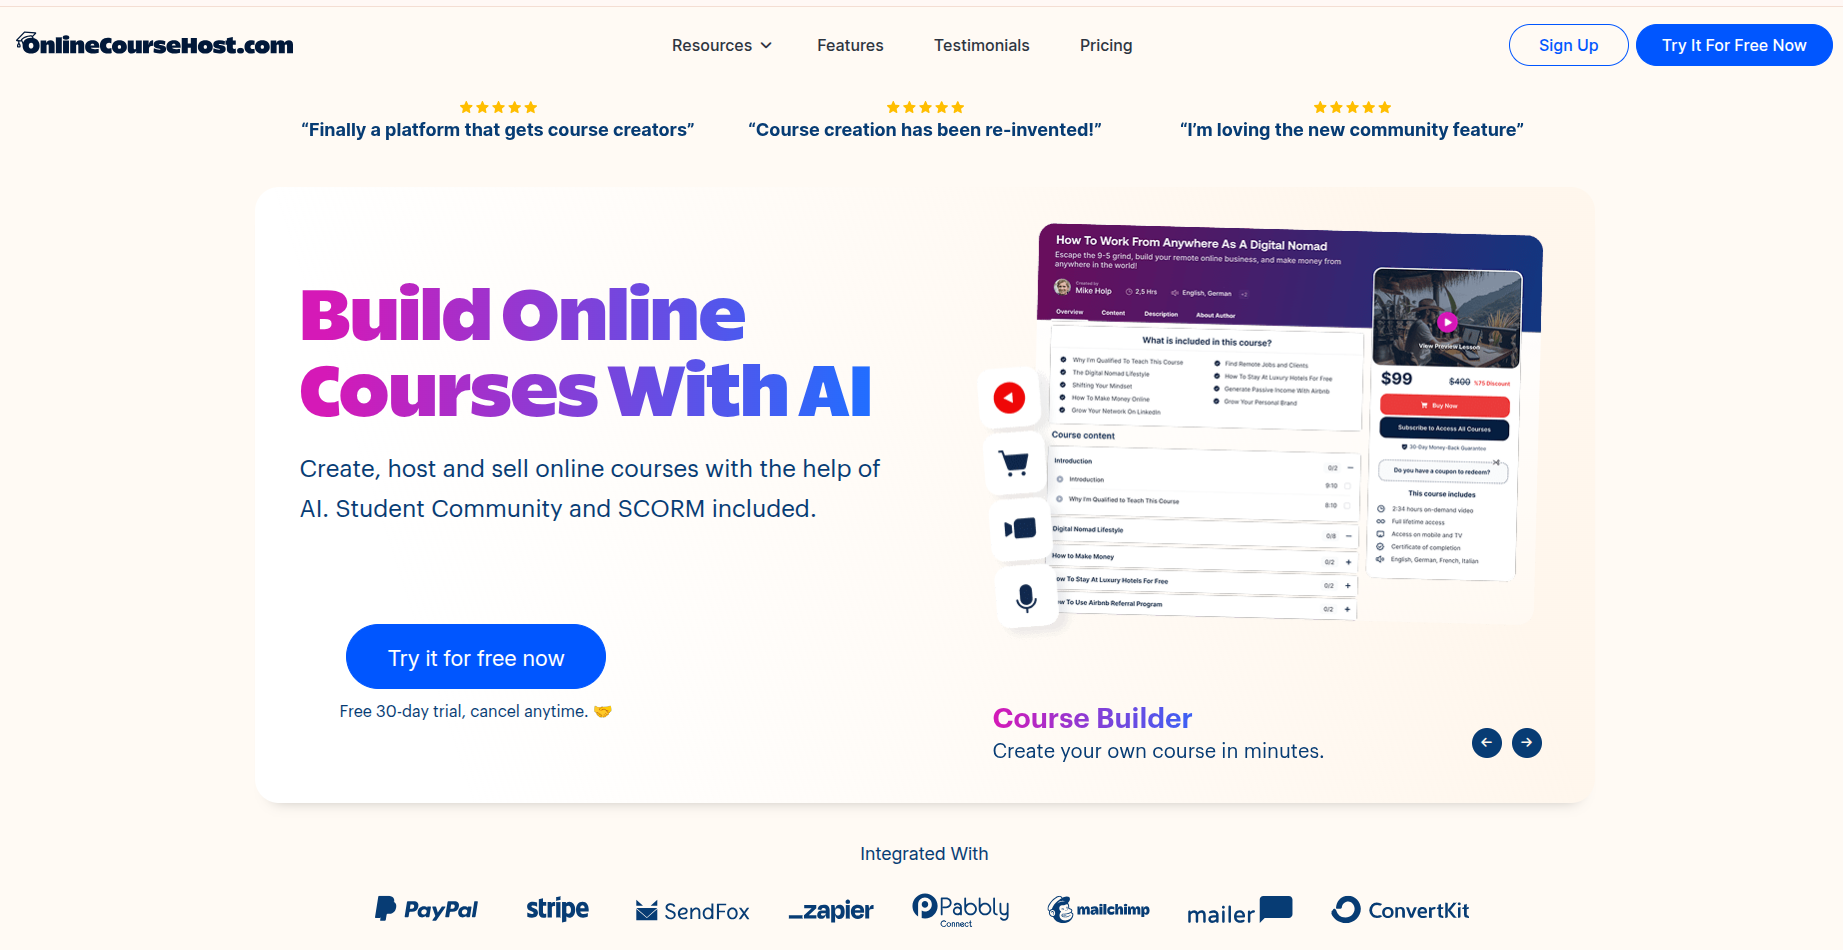 OnlineCourseHost.com
Resources
Features
Testimonials
Pricing
Sign Up
Try It For Free Now
“Finally a platform that gets course creators”
“Course creation has been re-invented!”
“I’m loving the new community feature”
Build Online
Courses With AI
Create, host and sell online courses with the help of
AI. Student Community and SCORM included.
Try it for free now
Free 30-day trial, cancel anytime.
How To Work From Anywhere As A Digital Nomad
Escape the 9-5 grind, build your remote online business, and make money from
anywhere in the world!
Created by
Mike Holp
2,5 Hrs
English, German
Overview
Content
Description
About Author
What is included in this course?
Why I'm Qualified To Teach This Course
The Digital Nomad Lifestyle
Shifting Your Mindset
How To Make Money Online
Grow Your Network On Linkedin
Find Remote Jobs and Clients
How To Stay At Luxury Hotels For Free
Generate Passive Income With Airbnb
Grow Your Personal Brand
Course content
Introduction
0/2
Introduction
9:10
Why I'm Qualified to Teach This Course
8:10
Digital Nomad Lifestyle
0/8
How to Make Money
0/2
ow To Stay At Luxury Hotels For Free
0/2
w To Use Airbnb Referral Program
0/2
View Preview Lesson
$99
$400
%75 Discount
Buy Now
Subscribe to Access All Courses
30-Day Money-Back Guarantee
Do you have a coupon to redeem?
This course includes
2:34 hours on-demand video
Full lifetime access
Access on mobile and TV
Certificate of completion
English, German, French, Italian
Course Builder
Create your own course in minutes.
Integrated With
PayPal
stripe
SendFox
_zapier
Pabbly
Connect
mailchimp
mailer
ConvertKit